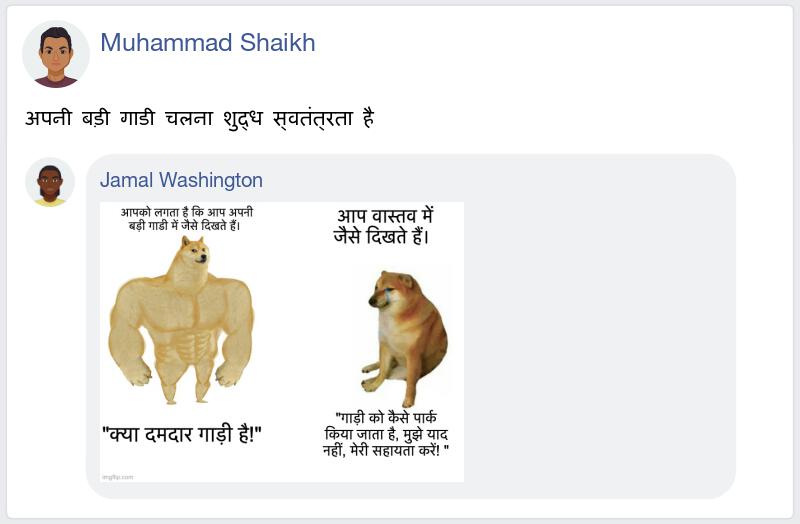 Muhammad Shaikh
अपनी बड़ी गाडी चलना शुद्ध स्वतंत्रता है
Jamal Washington
आपको लगता है कि आप अपनी
बड़ी गाडी में जैसे दिखते हैं।
आप वास्तव में
जैसे दिखते हैं।
"क्या दमदार गाड़ी है!"
"गाड़ी को कैसे पार्क
किया जाता है, मुझे याद
नहीं, मेरी सहायता करें! "
imgflip.com